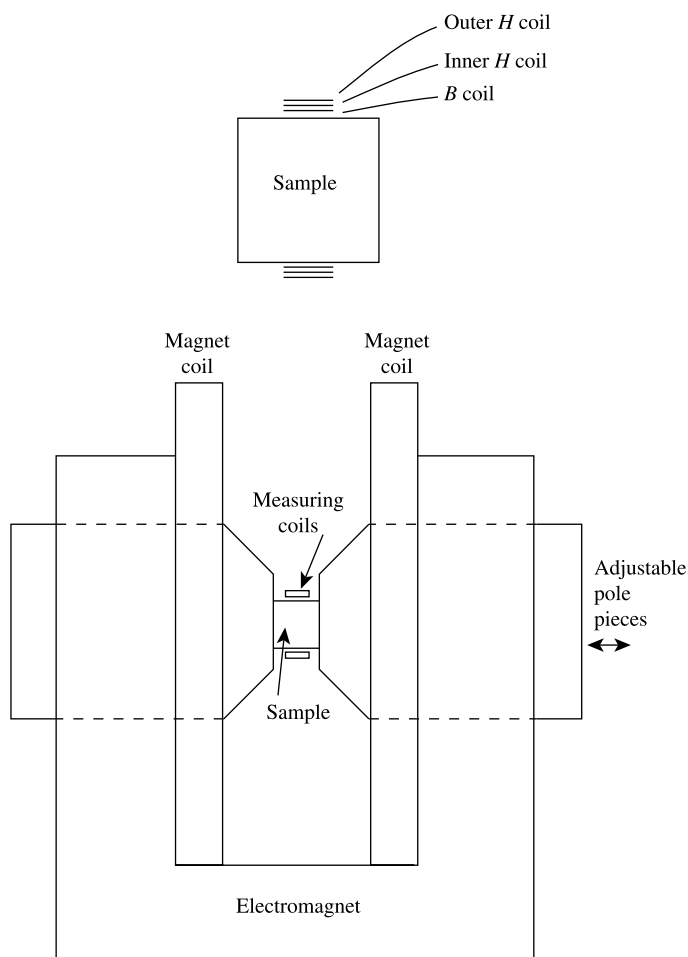 Outer H coil
Inner H coil
B coil
Sample
Magnet
coil
Magnet
coil
Measuring
coils
Adjustable
pole
pieces
Sample
Electromagnet